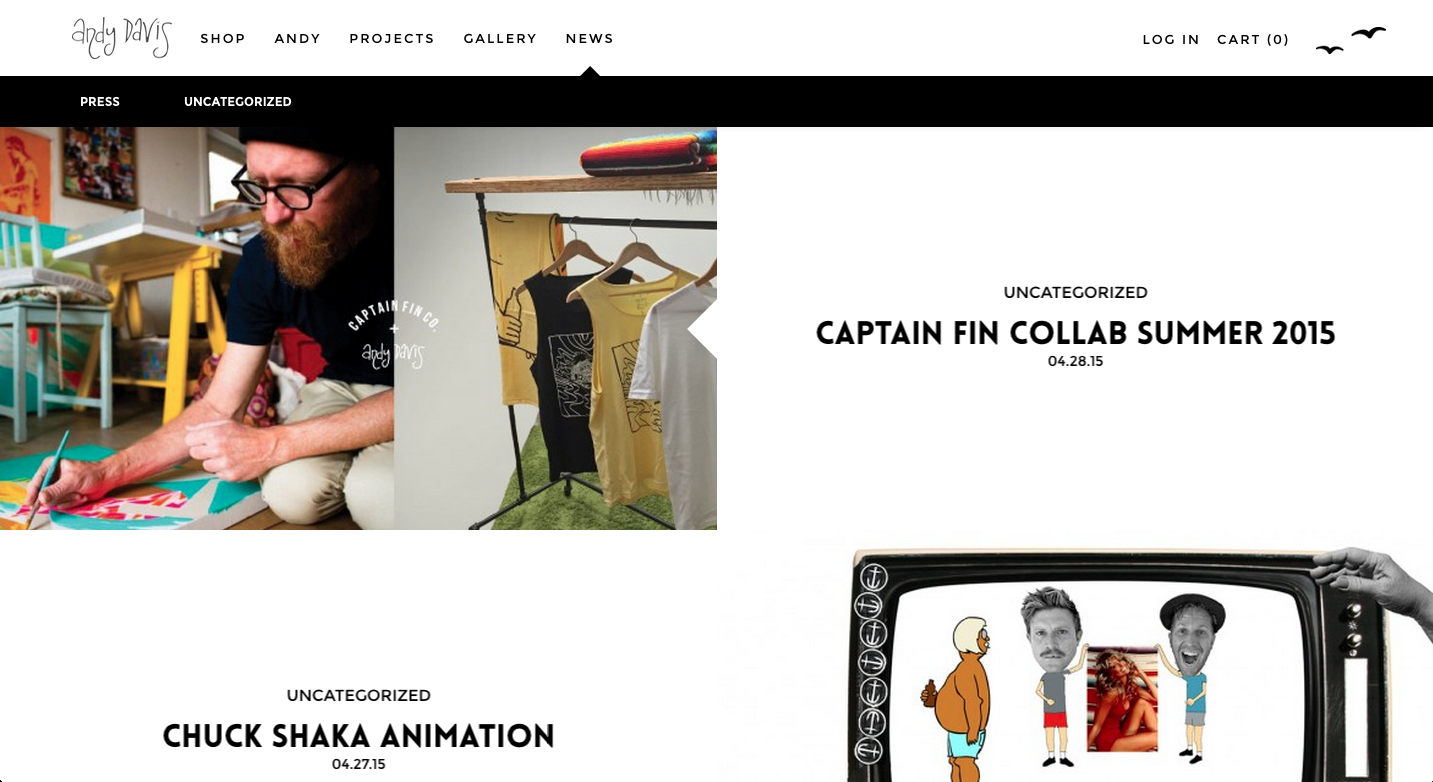 andy DAVIS
SHOP ANDY PROJECTS GALLERY NEWS
LOG IN CART (0)
PRESS UNCATEGORIZED
CAPTAIN FIN CO.
+
andy DAVIS
UNCATEGORIZED
CAPTAIN FIN COLLAB SUMMER 2015
04.28.15
UNCATEGORIZED
CHUCK SHAKA ANIMATION
04.27.15